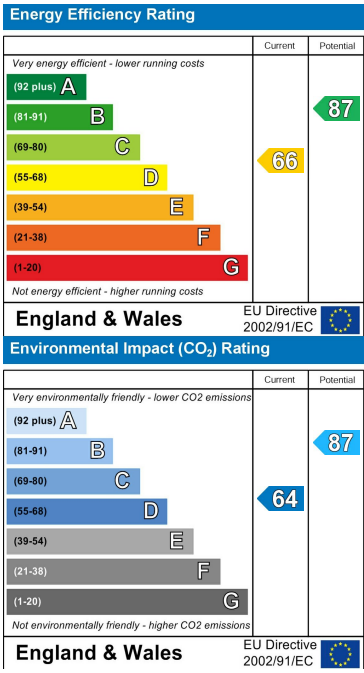 Energy Efficiency Rating
Current Potential
Very energy efficient - lower running costs
(92 plus) A
(81-91) B
87
(69-80) C
66
(55-68) D
(39-54) E
(21-38) F
(1-20) G
Not energy efficient - higher running costs
England & Wales
EU Directive
2002/91/EC
Environmental Impact (CO₂) Rating
Current Potential
Very environmentally friendly - lower CO2 emissions
(92 plus) A
(81-91) B
87
(69-80) C
64
(55-68) D
(39-54) E
(21-38) F
(1-20) G
Not environmentally friendly - higher CO2 emissions
England & Wales
EU Directive
2002/91/EC